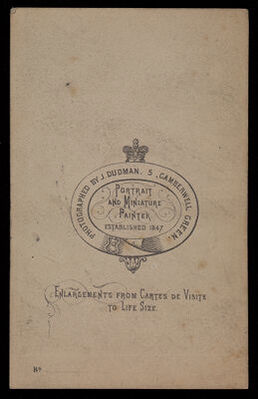 PHOTOGRAPHED BY J. DUDMAN. 5, CAMBERWELL GREEN,
PORTRAIT
AND MINIATURE
PAINTER
ESTABLISHED 1847
ENLARGEMENTS FROM CARTES DE VISITE
TO LIFE SIZE.